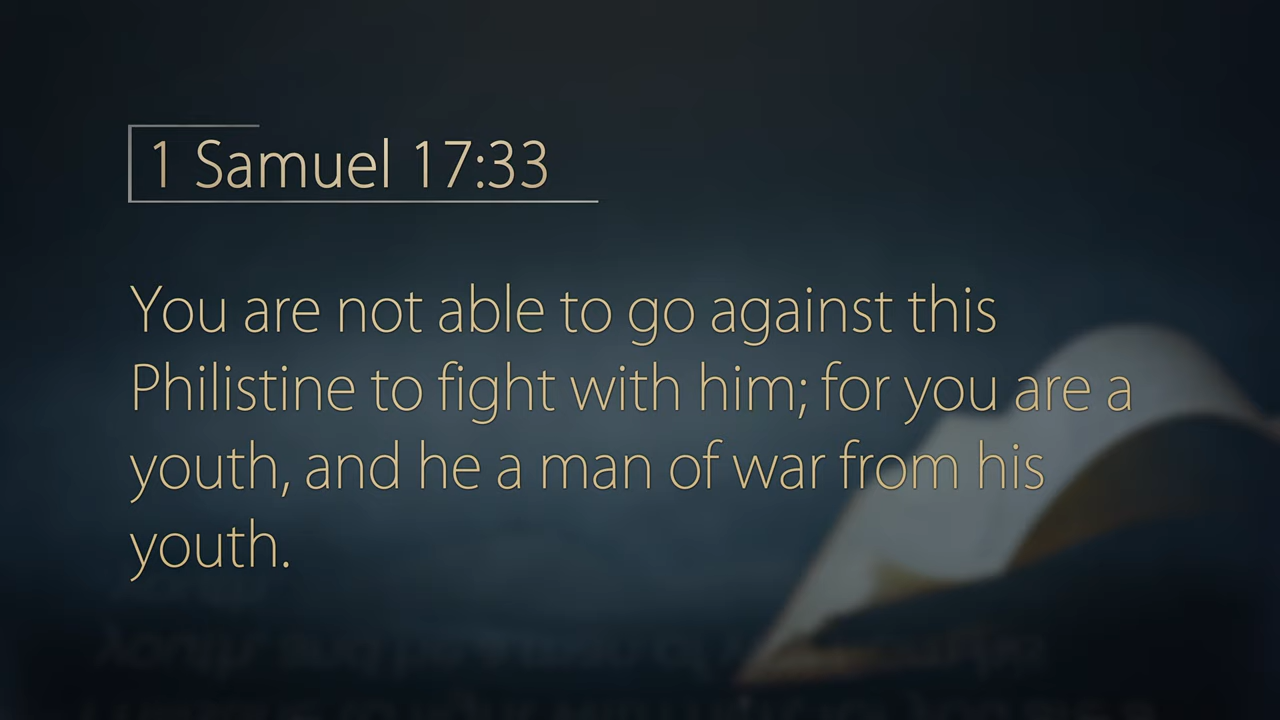 1 Samuel 17:33
You are not able to go against this
Philistine to fight with him; for you are a
youth, and he a man of war from his
youth.